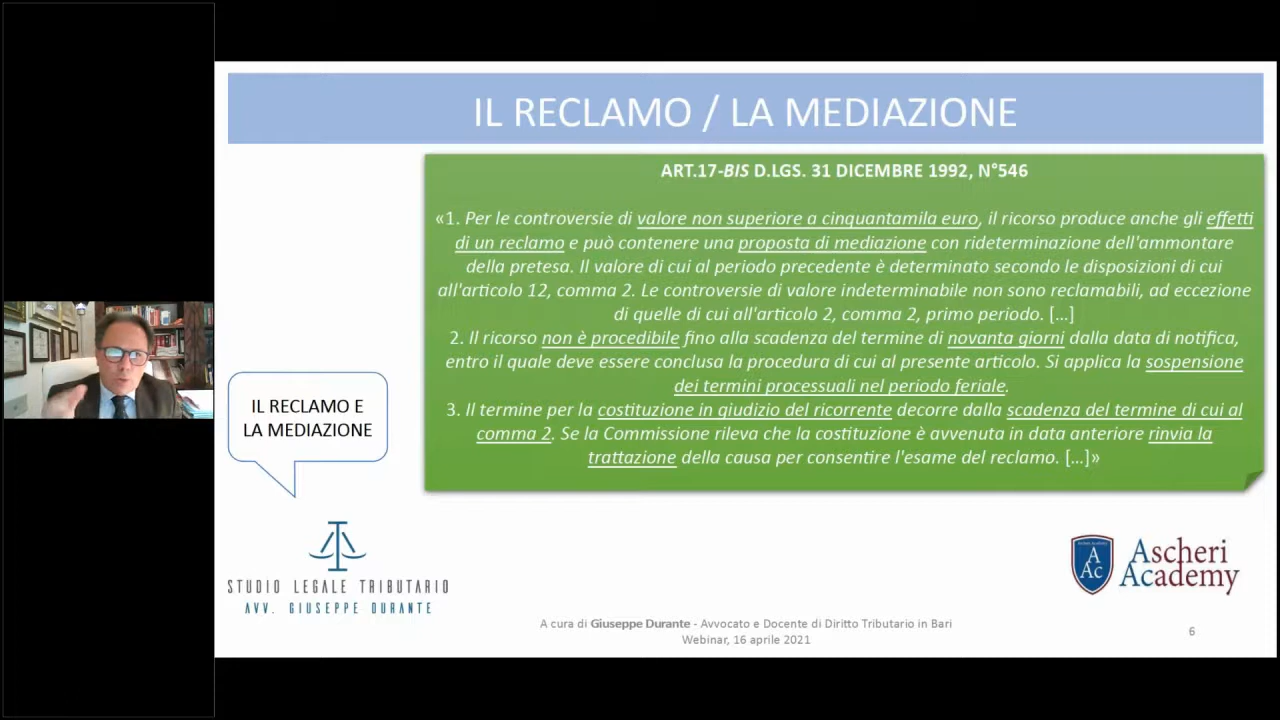 IL RECLAMO / LA MEDIAZIONE
ART.17-BIS D.LGS. 31 DICEMBRE 1992, N°546
«1. Per le controversie di valore non superiore a cinquantamila euro, il ricorso produce anche gli effetti
di un reclamo e può contenere una proposta di mediazione con rideterminazione dell'ammontare
della pretesa. Il valore di cui al periodo precedente è determinato secondo le disposizioni di cui
all'articolo 12, comma 2. Le controversie di valore indeterminabile non sono reclamabili, ad eccezione
di quelle di cui all'articolo 2, comma 2, primo periodo. […]
2. Il ricorso non è procedibile fino alla scadenza del termine di novanta giorni dalla data di notifica,
entro il quale deve essere conclusa la procedura di cui al presente articolo. Si applica la sospensione
dei termini processuali nel periodo feriale.
3. Il termine per la costituzione in giudizio del ricorrente decorre dalla scadenza del termine di cui al
comma 2. Se la Commissione rileva che la costituzione è avvenuta in data anteriore rinvia la
trattazione della causa per consentire l'esame del reclamo. […]»
IL RECLAMO E
LA MEDIAZIONE
STUDIO LEGALE TRIBUTARIO
AVV. GIUSEPPE DURANTE
A
Ac
Ascheri
Academy
A cura di Giuseppe Durante - Avvocato e Docente di Diritto Tributario in Bari
Webinar, 16 aprile 2021
6